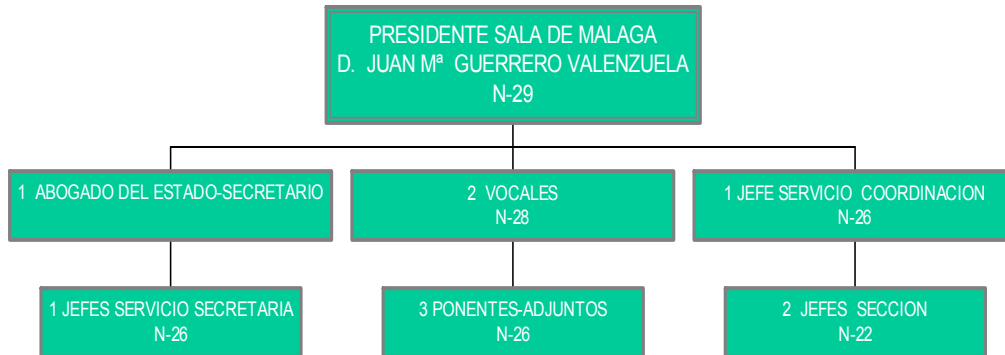 PRESIDENTE SALA DE MALAGA
D. JUAN Mª GUERRERO VALENZUELA
N-29
1 ABOGADO DEL ESTADO-SECRETARIO
2 VOCALES
N-28
1 JEFE SERVICIO COORDINACION
N-26
1 JEFES SERVICIO SECRETARIA
N-26
3 PONENTES-ADJUNTOS
N-26
2 JEFES SECCION
N-22